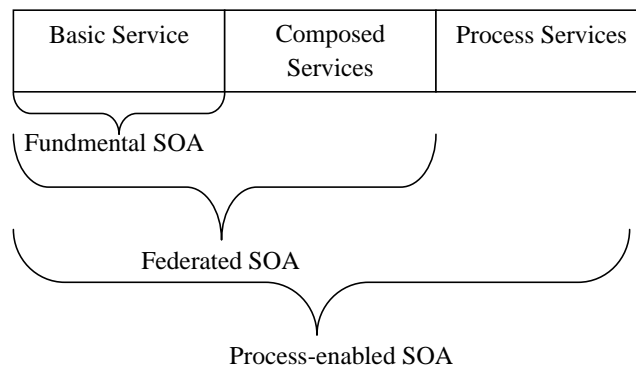 Basic Service
Composed
Services
Process Services
Fundmental SOA
Federated SOA
Process-enabled SOA